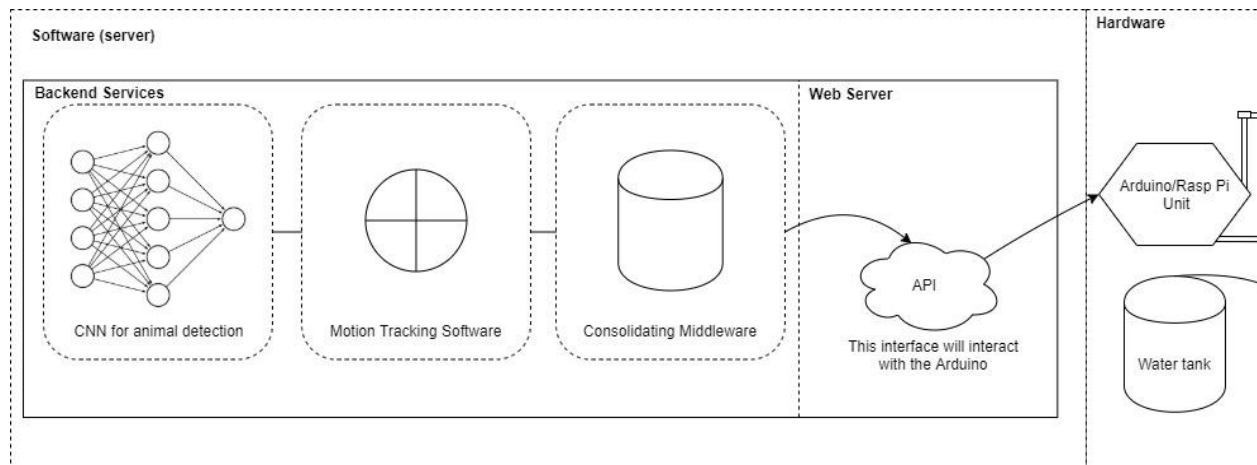 Software (server)
Hardware
Backend Services
Web Server
CNN for animal detection
Motion Tracking Software
Consolidating Middleware
API
This interface will interact
with the Arduino
Arduino/Rasp Pi
Unit
Water tank